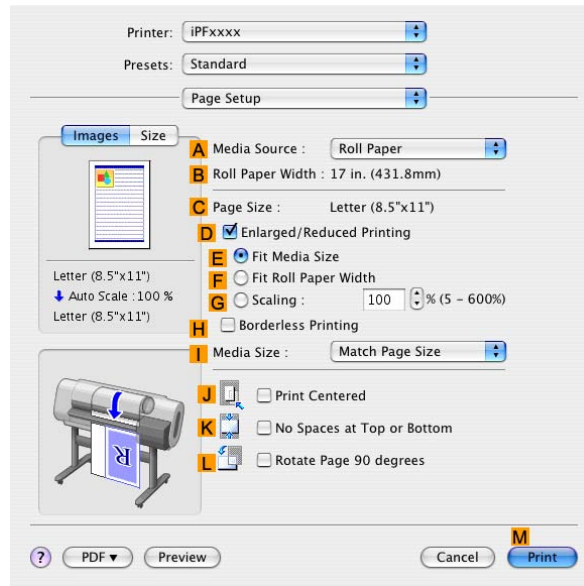 Printer: iPFxxxx
Presets: Standard
Page Setup
Images Size
A Media Source : Roll Paper
B Roll Paper Width : 17 in. (431.8mm)
C Page Size : Letter (8.5"x11")
D Enlarged/Reduced Printing
E Fit Media Size
F Fit Roll Paper Width
G Scaling : 100 % (5 - 600%)
Letter (8.5"x11")
Auto Scale :100 %
Letter (8.5"x11")
H Borderless Printing
I Media Size : Match Page Size
J Print Centered
K No Spaces at Top or Bottom
L Rotate Page 90 degrees
R
M
? PDF Preview Cancel Print